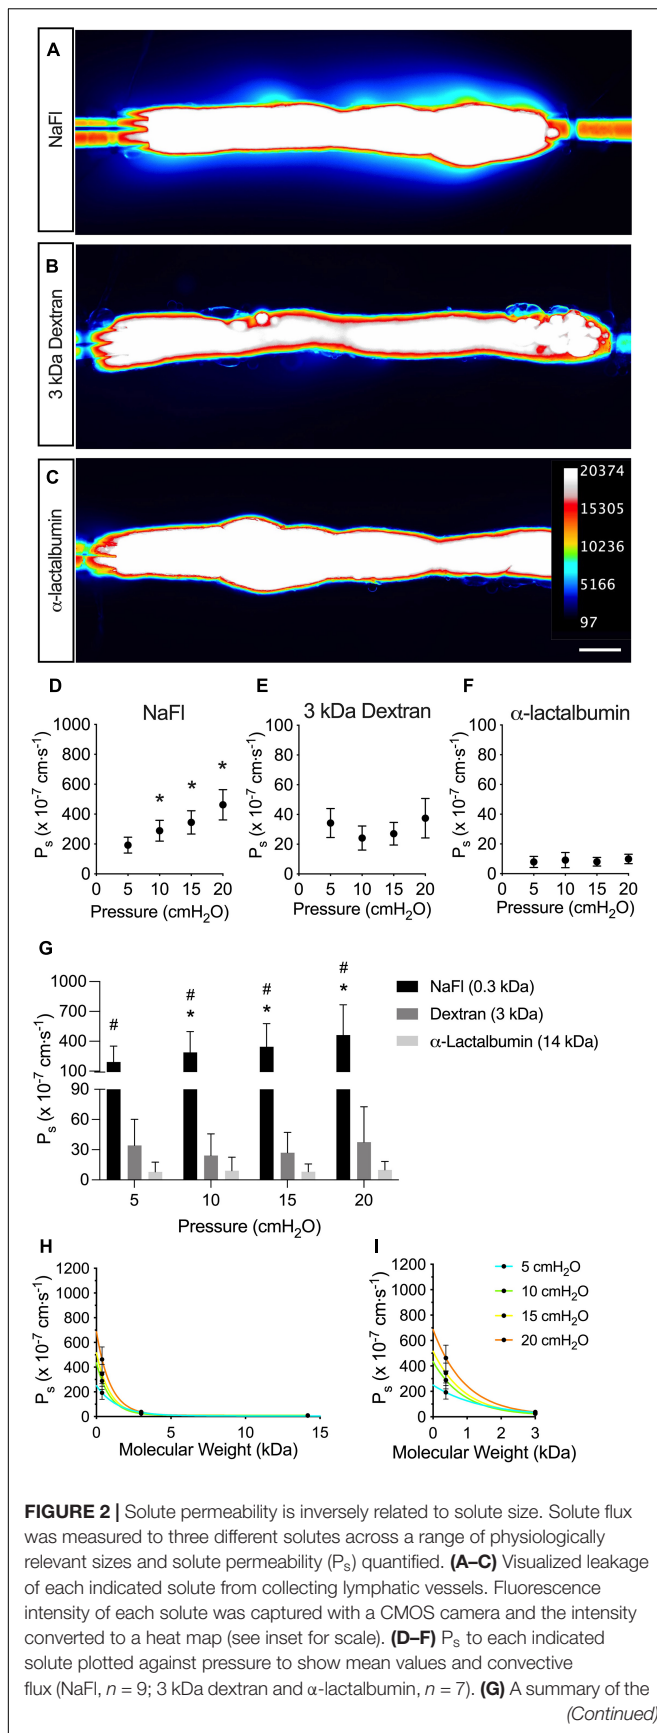 A
NaFl
B
3 kDa Dextran
C
α-lactalbumin
20374
15305
10236
5166
97
D
NaFl
P_s (x 10^-7 cm·s^-1)
1000
800
600
400
200
0
* * *
0 5 10 15 20
Pressure (cmH₂O)
E
3 kDa Dextran
P_s (x 10^-7 cm·s^-1)
100
80
60
40
20
0
0 5 10 15 20
Pressure (cmH₂O)
F
α-lactalbumin
P_s (x 10^-7 cm·s^-1)
100
80
60
40
20
0
0 5 10 15 20
Pressure (cmH₂O)
G
P_s (x 10^-7 cm·s^-1)
1000
700
400
100
90
60
30
0
# # # #
* * *
NaFl (0.3 kDa)
Dextran (3 kDa)
α-Lactalbumin (14 kDa)
5 10 15 20
Pressure (cmH₂O)
H
P_s (x 10^-7 cm·s^-1)
1200
1000
800
600
400
200
0
0 5 10 15
Molecular Weight (kDa)
I
P_s (x 10^-7 cm·s^-1)
1200
1000
800
600
400
200
0
0 1 2 3
Molecular Weight (kDa)
5 cmH₂O
10 cmH₂O
15 cmH₂O
20 cmH₂O
FIGURE 2 | Solute permeability is inversely related to solute size. Solute flux
was measured to three different solutes across a range of physiologically
relevant sizes and solute permeability (P_s) quantified. (A–C) Visualized leakage
of each indicated solute from collecting lymphatic vessels. Fluorescence
intensity of each solute was captured with a CMOS camera and the intensity
converted to a heat map (see inset for scale). (D–F) P_s to each indicated
solute plotted against pressure to show mean values and convective
flux (NaFl, n = 9; 3 kDa dextran and α-lactalbumin, n = 7). (G) A summary of the
(Continued)